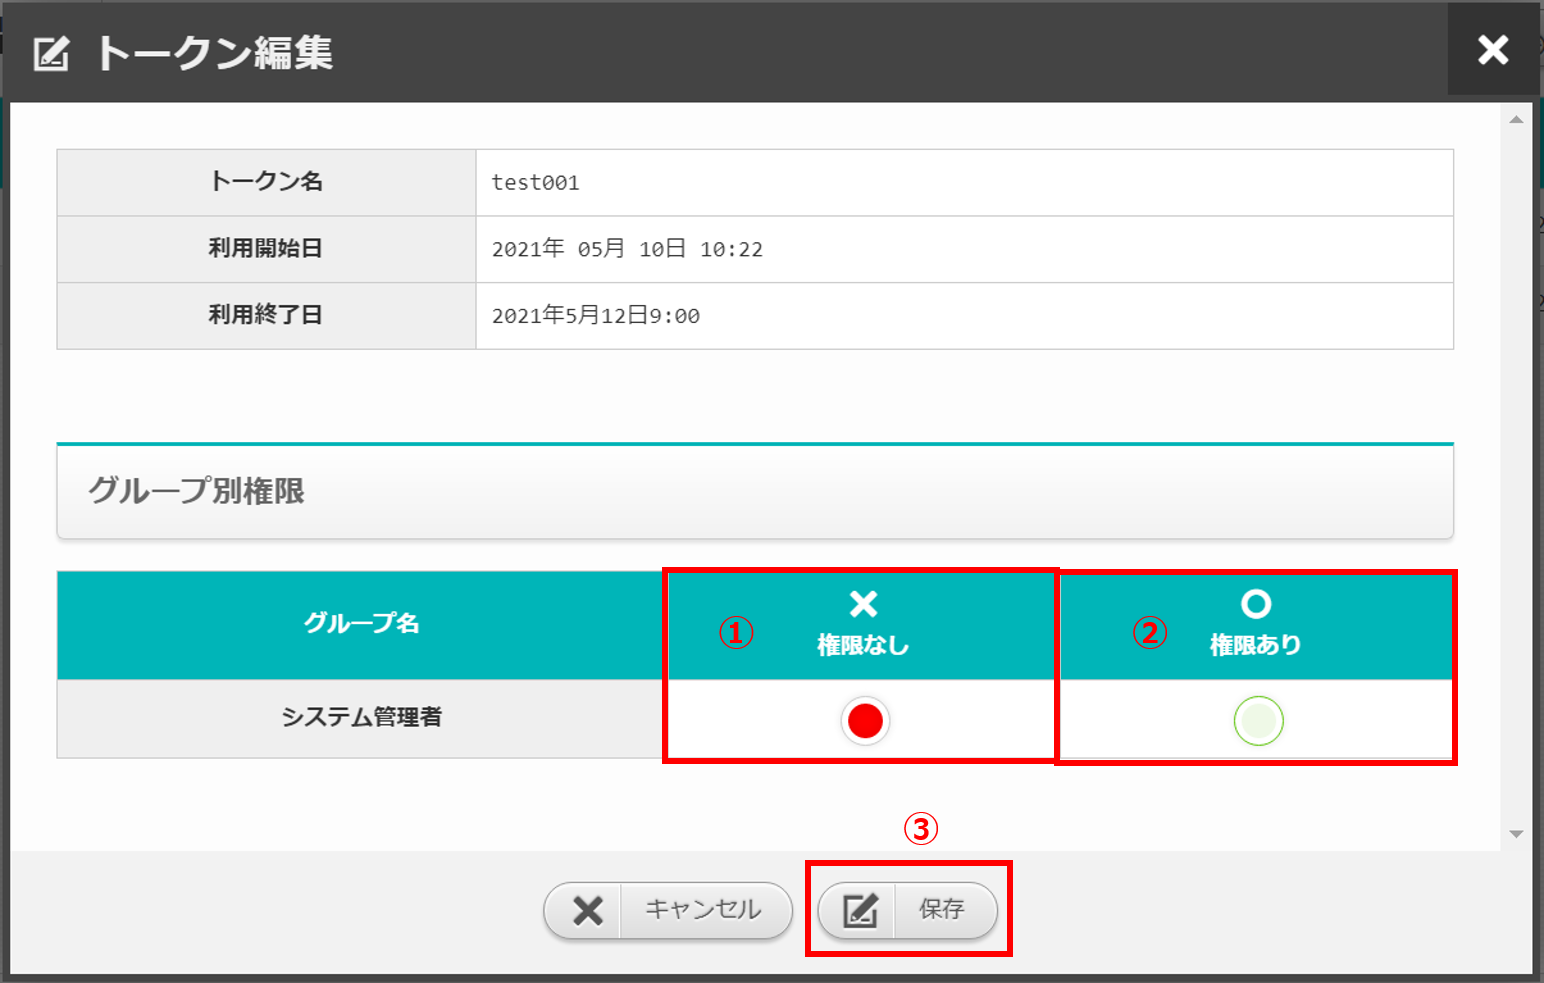 トークン編集
トークン名 test001
利用開始日 2021年 05月 10日 10:22
利用終了日 2021年5月12日9:00
グループ別権限
グループ名 ① 権限なし ② 権限あり
システム管理者
③
キャンセル 保存